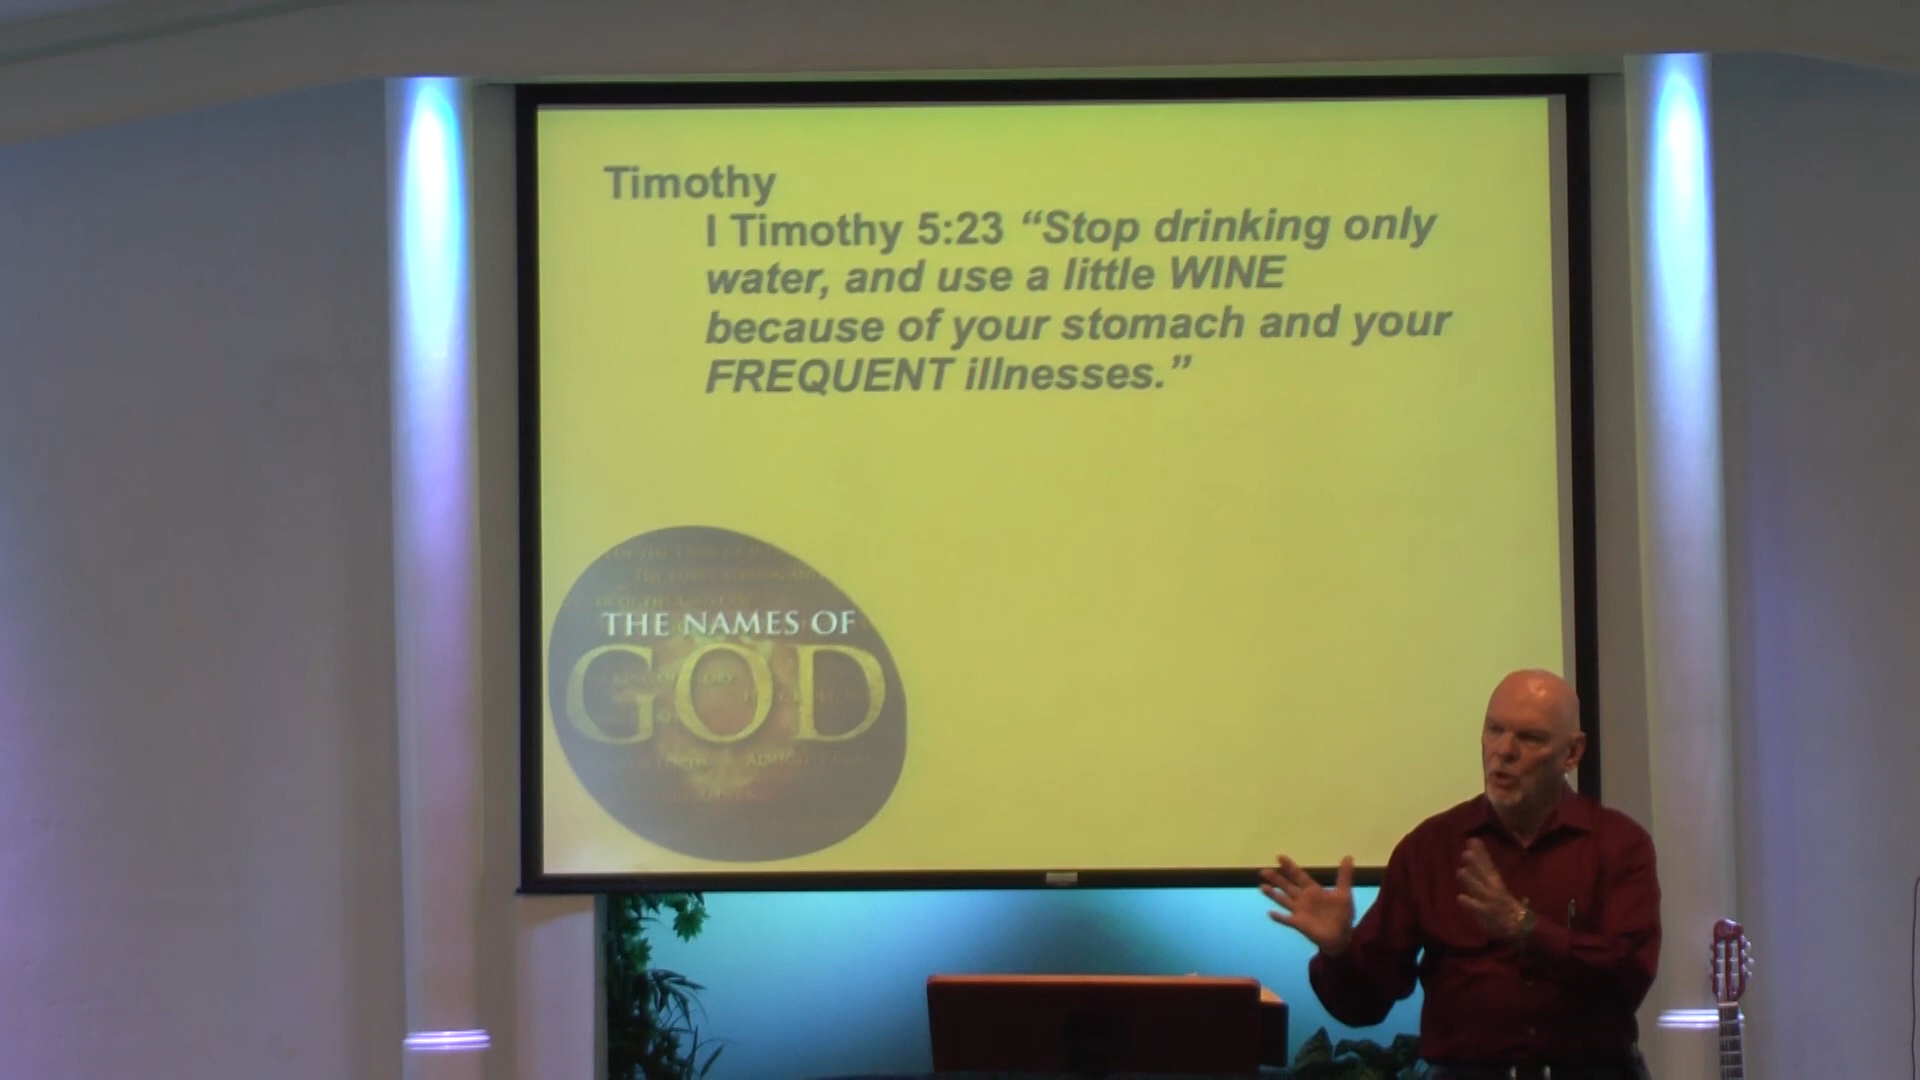 Timothy
I Timothy 5:23 “Stop drinking only
water, and use a little WINE
because of your stomach and your
FREQUENT illnesses.”
THE NAMES OF
GOD